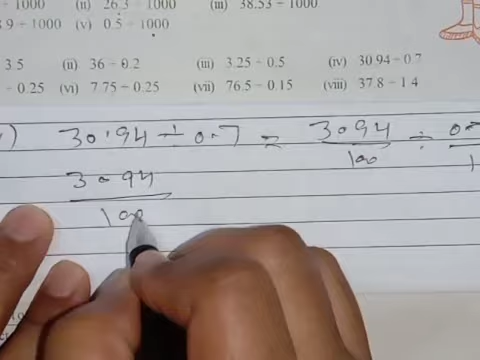 ÷ 1000 (ii) 26.3 ÷ 1000 (iii) 38.53 ÷ 1000
.9 ÷ 1000 (v) 0.5 ÷ 1000
3.5 (ii) 36 ÷ 0.2 (iii) 3.25 ÷ 0.5 (iv) 30.94 ÷ 0.7
÷ 0.25 (vi) 7.75 ÷ 0.25 (vii) 76.5 ÷ 0.15 (viii) 37.8 ÷ 1.4
) 30.94 ÷ 0.7 = 3094/100 ÷ 0.
3094
100